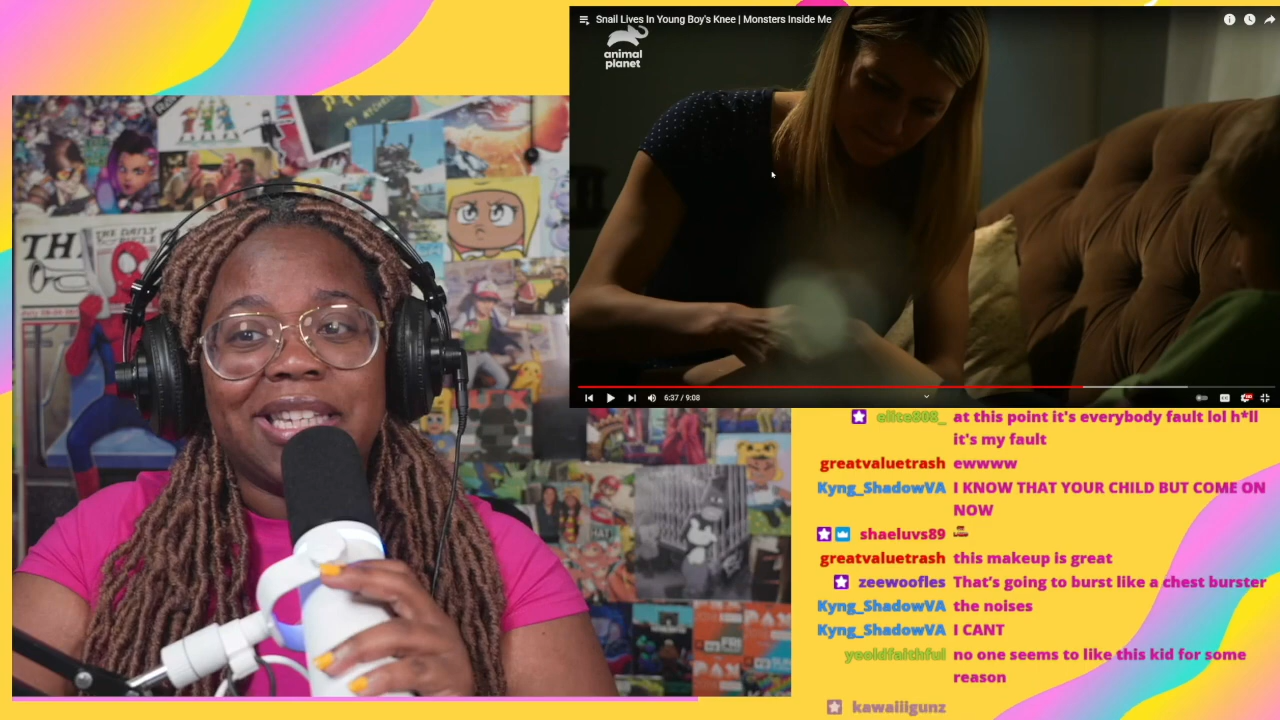 Snail Lives In Young Boy's Knee | Monsters Inside Me
animal
planet
6:37 / 9:08
TH
THE DAILY
elite808_ at this point it's everybody fault lol h*ll
it's my fault
greatvaluetrash ewwww
Kyng_ShadowVA I KNOW THAT YOUR CHILD BUT COME ON
NOW
shaeluvs89
greatvaluetrash this makeup is great
zeewoofles That's going to burst like a chest burster
Kyng_ShadowVA the noises
Kyng_ShadowVA I CANT
yeoldfaithful no one seems to like this kid for some
reason
kawaiigunz